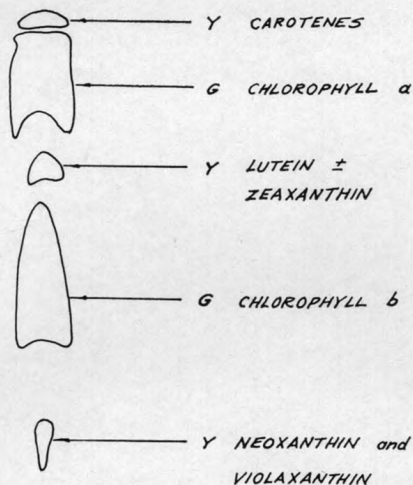 Y CAROTENES
G CHLOROPHYLL a
Y LUTEIN ±
ZEAXANTHIN
G CHLOROPHYLL b
Y NEOXANTHIN and
VIOLAXANTHIN